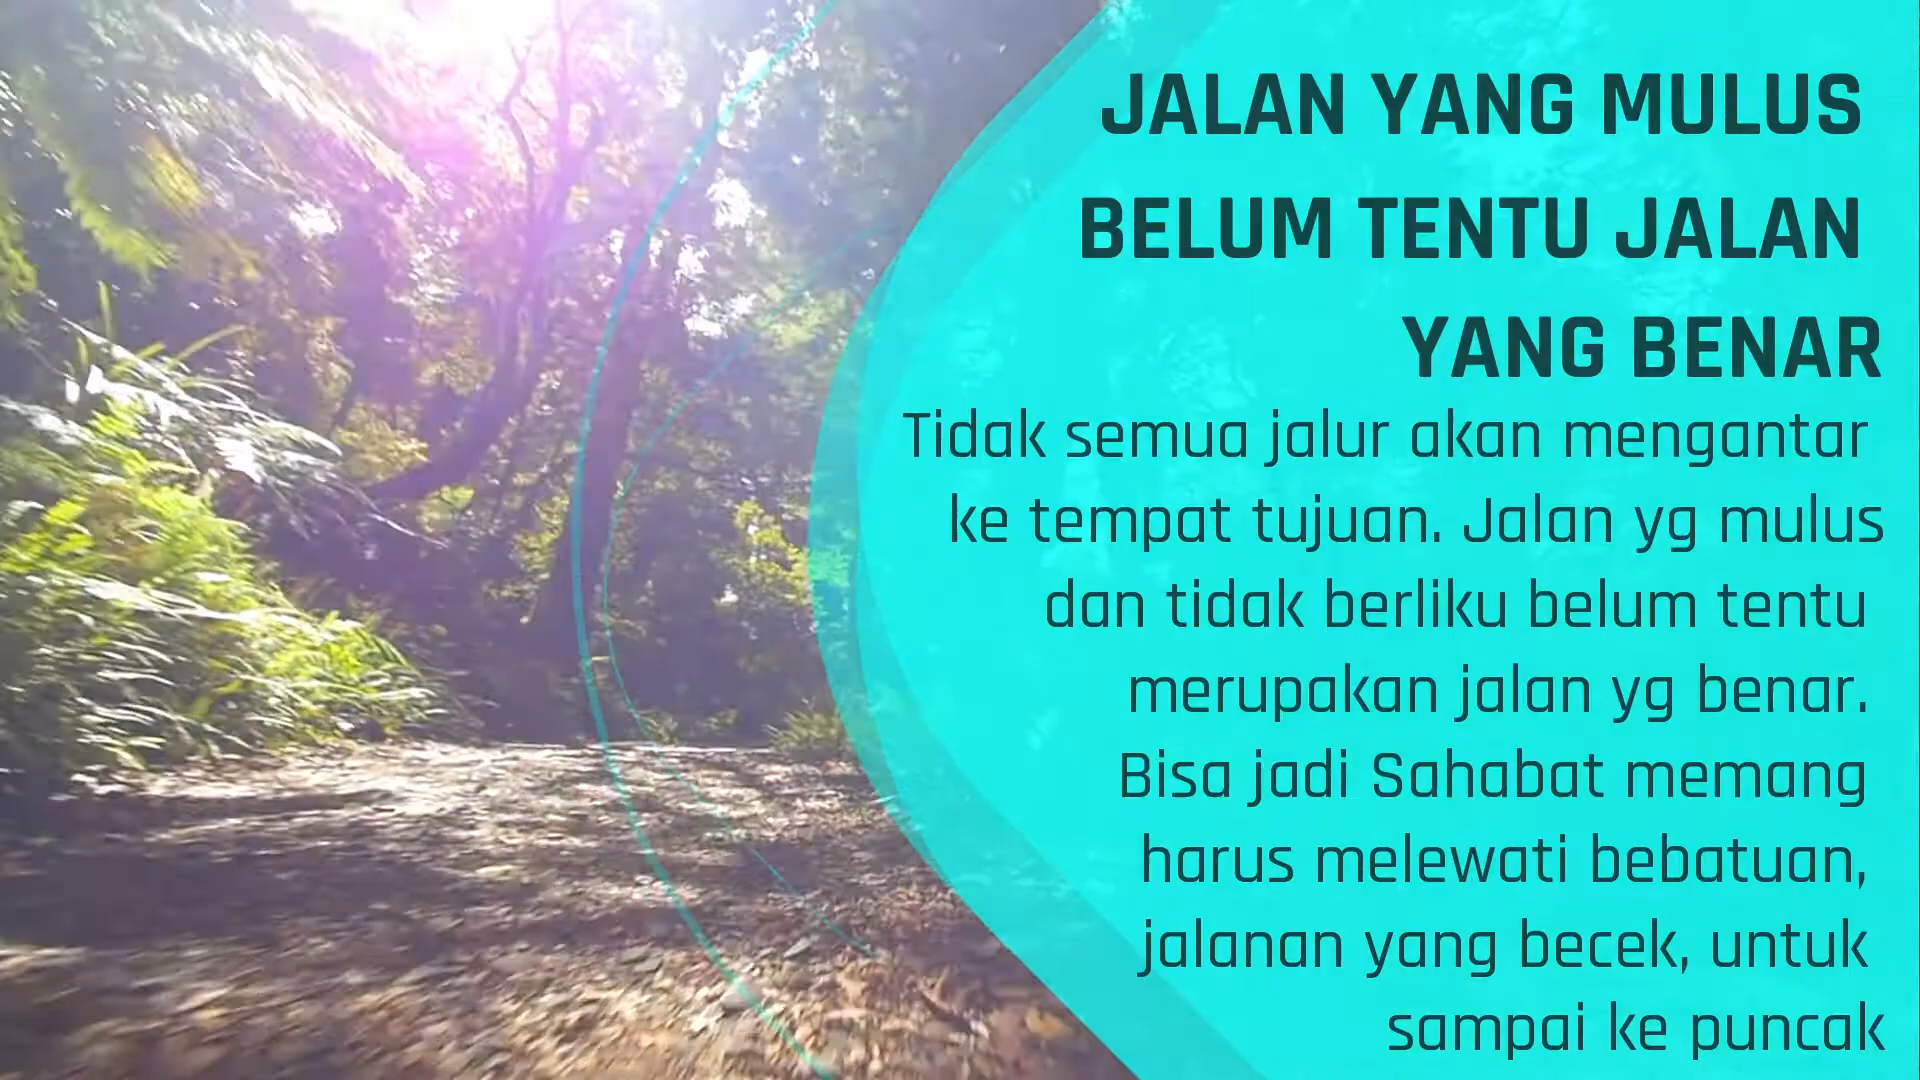 JALAN YANG MULUS
BELUM TENTU JALAN
YANG BENAR
Tidak semua jalur akan mengantar
ke tempat tujuan. Jalan yg mulus
dan tidak berliku belum tentu
merupakan jalan yg benar.
Bisa jadi Sahabat memang
harus melewati bebatuan,
jalanan yang becek, untuk
sampai ke puncak